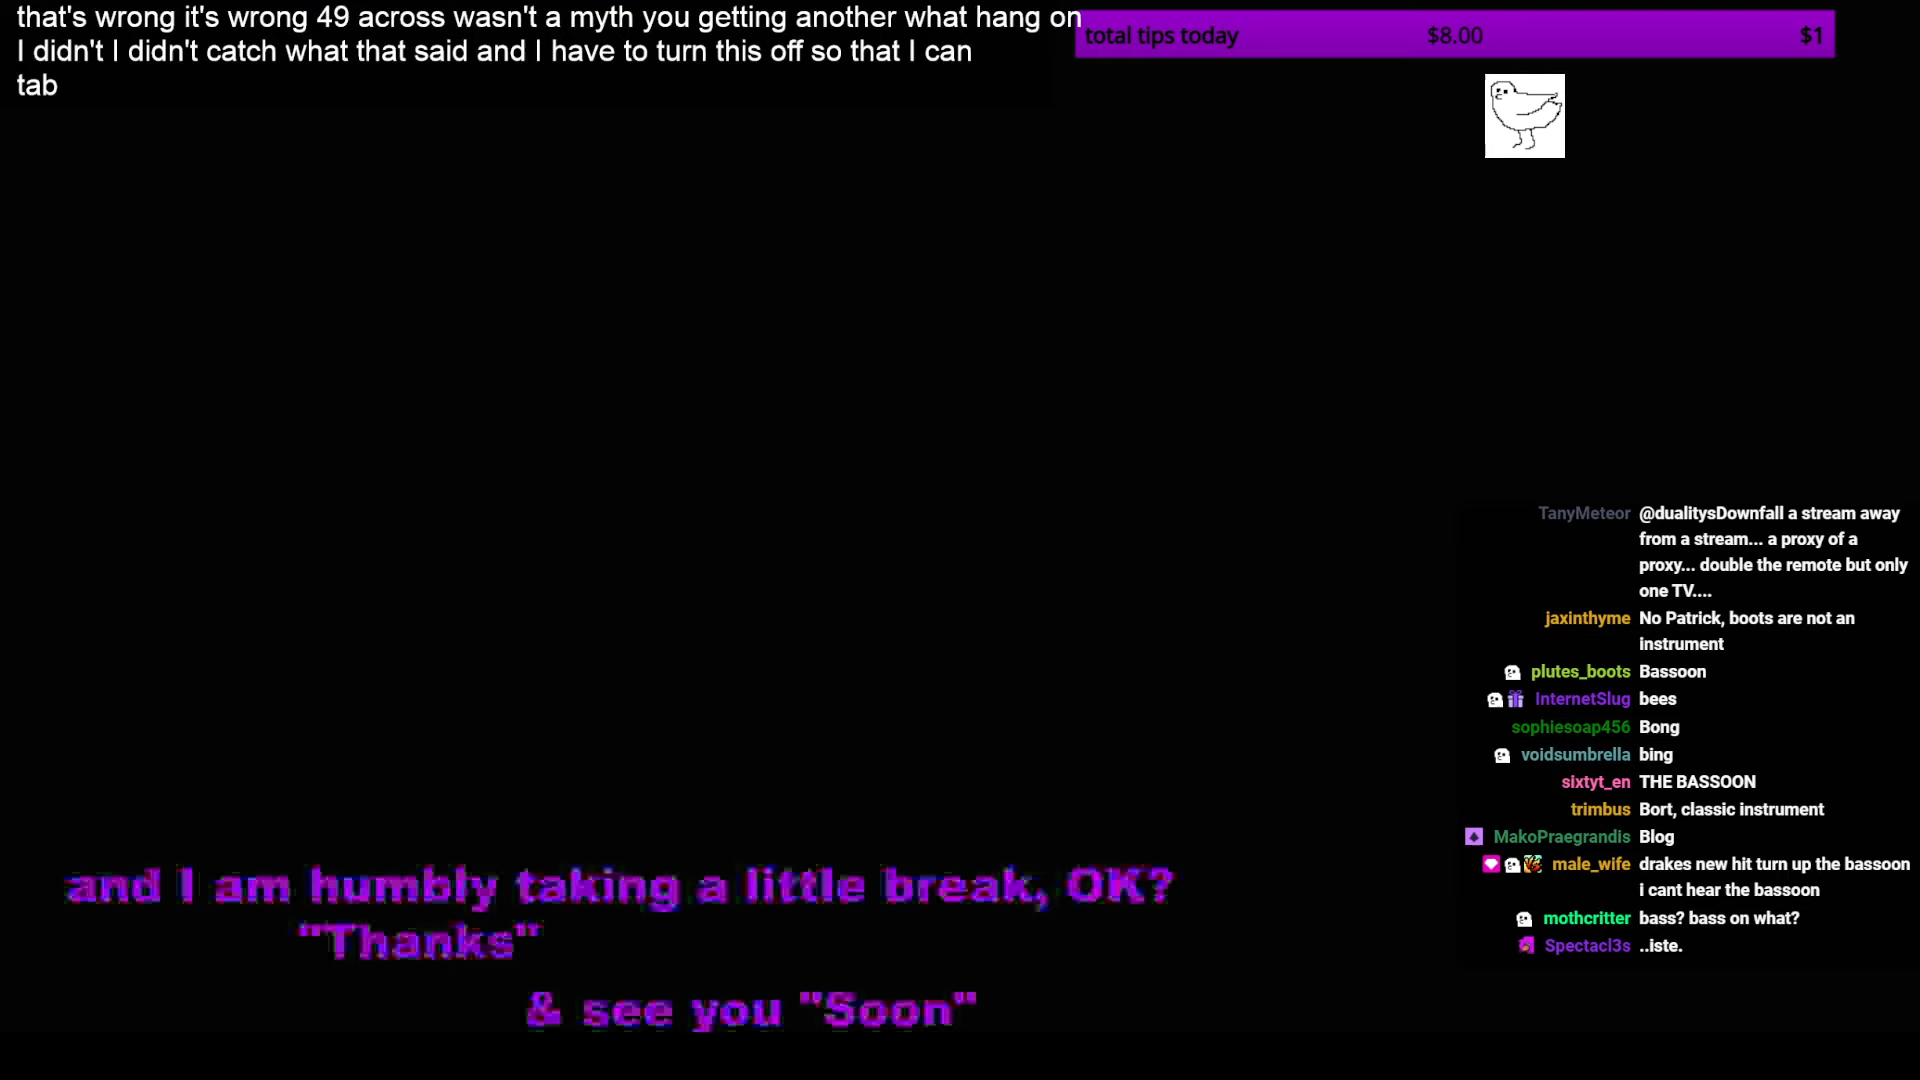 that's wrong it's wrong 49 across wasn't a myth you getting another what hang on
I didn't I didn't catch what that said and I have to turn this off so that I can
tab
total tips today $8.00 $1
TanyMeteor @dualitysDownfall a stream away
from a stream... a proxy of a
proxy... double the remote but only
one TV....
jaxinthyme No Patrick, boots are not an
instrument
plutes_boots Bassoon
InternetSlug bees
sophiesoap456 Bong
voidsumbrella bing
sixtyt_en THE BASSOON
trimbus Bort, classic instrument
MakoPraegrandis Blog
male_wife drakes new hit turn up the bassoon
i cant hear the bassoon
mothcritter bass? bass on what?
Spectacl3s ..iste.
and I am humbly taking a little break, OK?
"Thanks"
& see you "Soon"